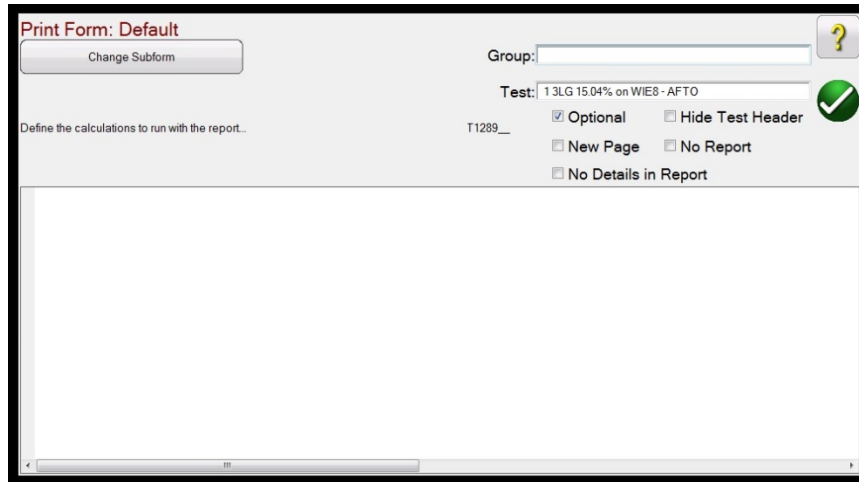 Print Form: Default
Change Subform
Group:
Test: 1 3LG 15.04% on WIE8 - AFTO
Define the calculations to run with the report...
T1289__
Optional
Hide Test Header
New Page
No Report
No Details in Report